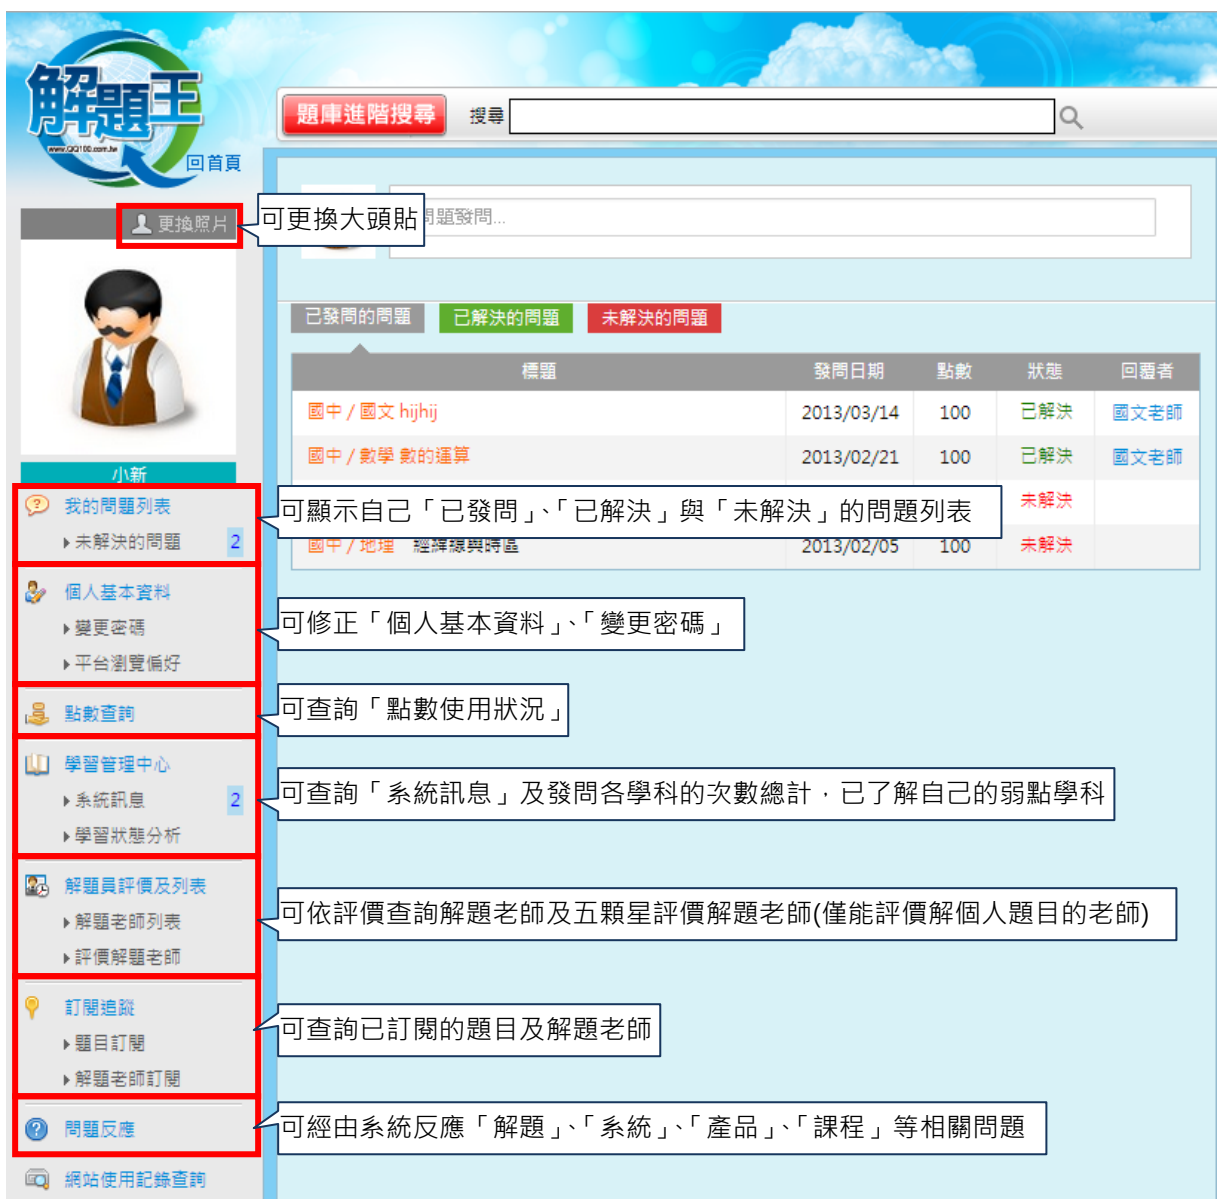 解題王
www.QQ100.com.tw
回首頁
題庫進階搜尋
搜尋
更換照片
可更換大頭貼
問題發問...
已發問的問題
已解決的問題
未解決的問題
標題 發問日期 點數 狀態 回覆者
國中 / 國文 hijhij 2013/03/14 100 已解決 國文老師
國中 / 數學 數的運算 2013/02/21 100 已解決 國文老師
小新
我的問題列表
可顯示自己「已發問」、「已解決」與「未解決」的問題列表
未解決
未解決的問題 2
國中 / 地理 經緯線與時區 2013/02/05 100 未解決
個人基本資料
變更密碼
平台瀏覽偏好
可修正「個人基本資料」、「變更密碼」
點數查詢
可查詢「點數使用狀況」
學習管理中心
系統訊息 2
學習狀態分析
可查詢「系統訊息」及發問各學科的次數總計，已了解自己的弱點學科
解題員評價及列表
解題老師列表
評價解題老師
可依評價查詢解題老師及五顆星評價解題老師(僅能評價解個人題目的老師)
訂閱追蹤
題目訂閱
解題老師訂閱
可查詢已訂閱的題目及解題老師
問題反應
可經由系統反應「解題」、「系統」、「產品」、「課程」等相關問題
網站使用記錄查詢